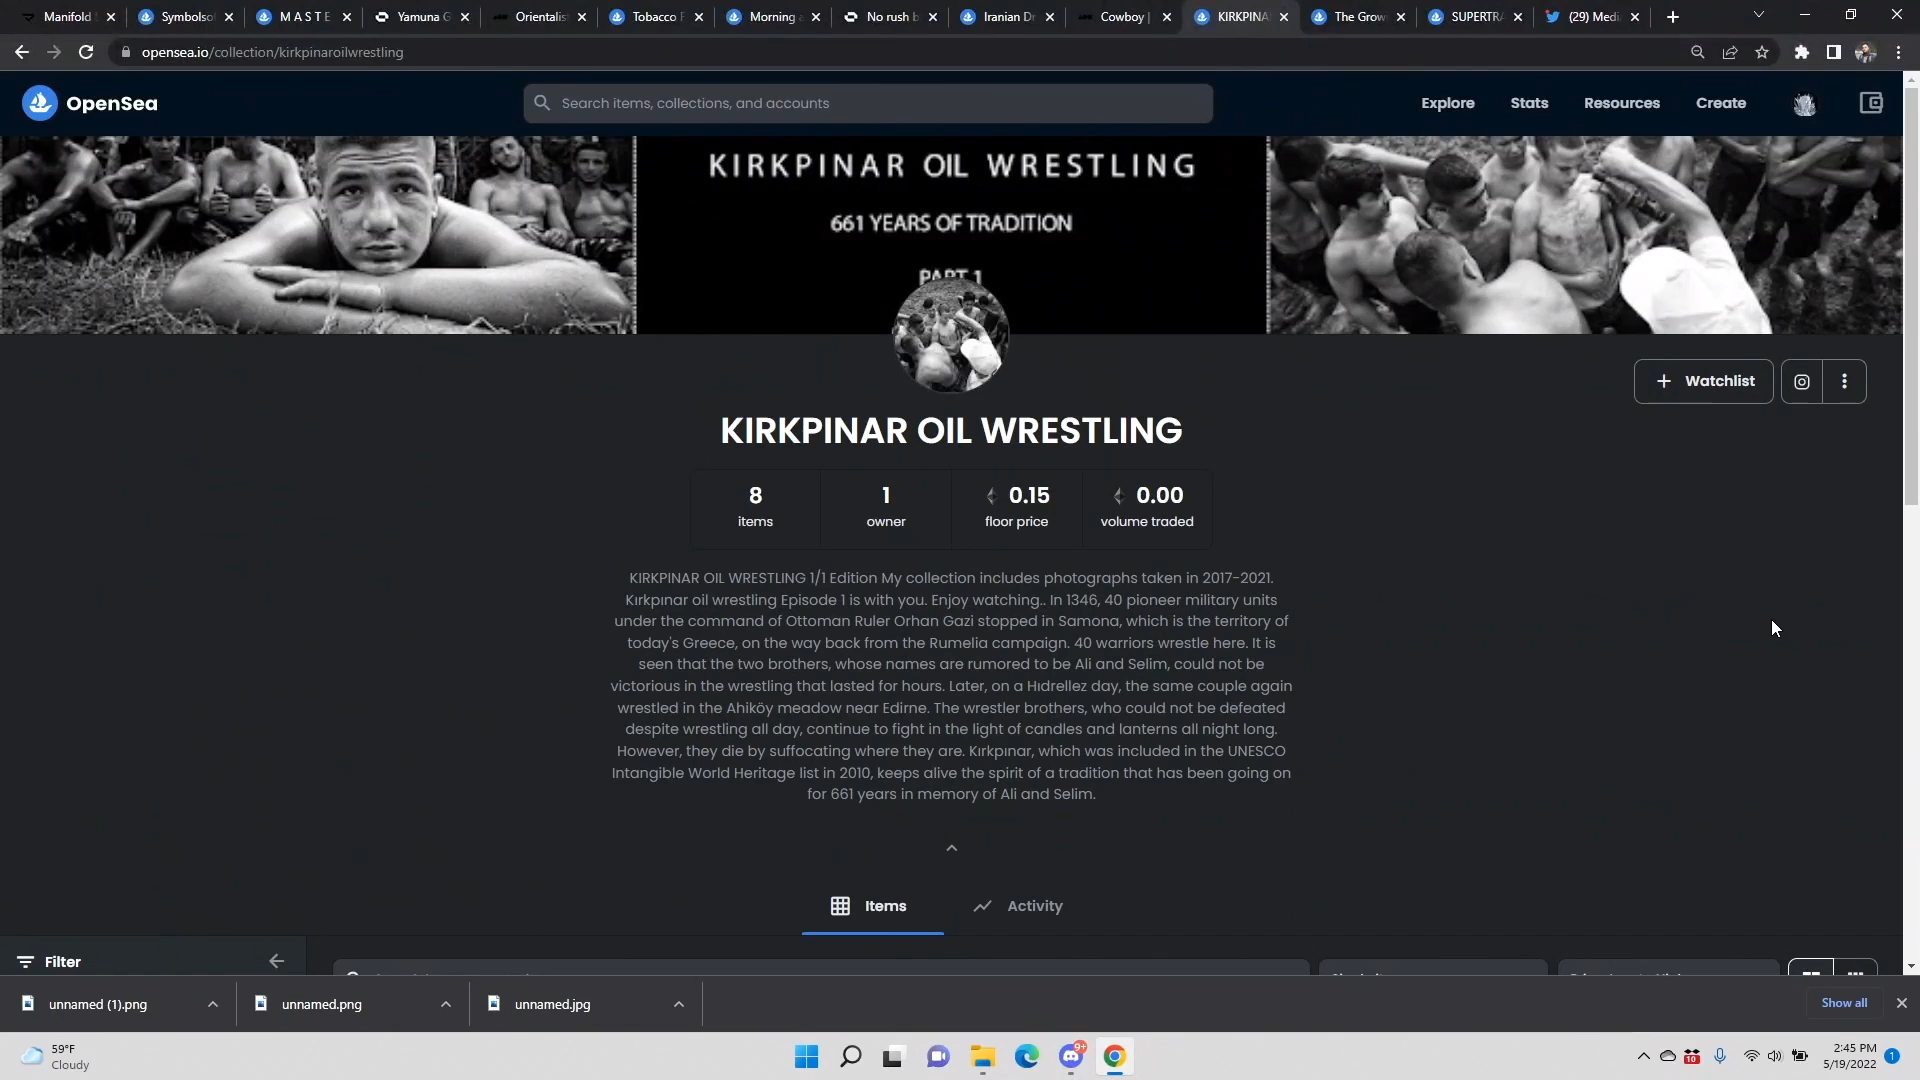 Manifold
Symbolsof
M A S T E
Yamuna G
Orientalis
Tobacco F
Morning a
No rush b
Iranian Dr
Cowboy |
KIRKPINA
The Grow
SUPERTRA
(29) Medi
opensea.io/collection/kirkpinaroilwrestling
OpenSea
Search items, collections, and accounts
Explore
Stats
Resources
Create
KIRKPINAR OIL WRESTLING
661 YEARS OF TRADITION
PART 1
Watchlist
KIRKPINAR OIL WRESTLING
8
1
0.15
0.00
items
owner
floor price
volume traded
KIRKPINAR OIL WRESTLING 1/1 Edition My collection includes photographs taken in 2017-2021.
Kırkpınar oil wrestling Episode 1 is with you. Enjoy watching.. In 1346, 40 pioneer military units
under the command of Ottoman Ruler Orhan Gazi stopped in Samona, which is the territory of
today's Greece, on the way back from the Rumelia campaign. 40 warriors wrestle here. It is
seen that the two brothers, whose names are rumored to be Ali and Selim, could not be
victorious in the wrestling that lasted for hours. Later, on a Hıdrellez day, the same couple again
wrestled in the Ahiköy meadow near Edirne. The wrestler brothers, who could not be defeated
despite wrestling all day, continue to fight in the light of candles and lanterns all night long.
However, they die by suffocating where they are. Kırkpınar, which was included in the UNESCO
Intangible World Heritage list in 2010, keeps alive the spirit of a tradition that has been going on
for 661 years in memory of Ali and Selim.
Items
Activity
Filter
unnamed (1).png
unnamed.png
unnamed.jpg
Show all
59°F
Cloudy
9+
10
2:45 PM
5/19/2022
1